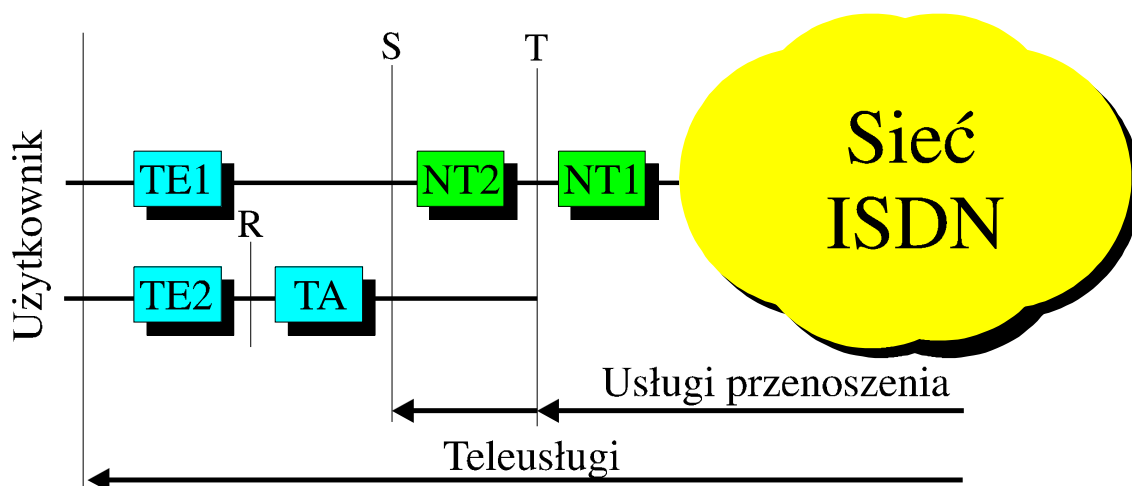 S
T
Sieć
ISDN
Użytkownik
TE1
NT2
NT1
R
TE2
TA
Usługi przenoszenia
Teleusługi